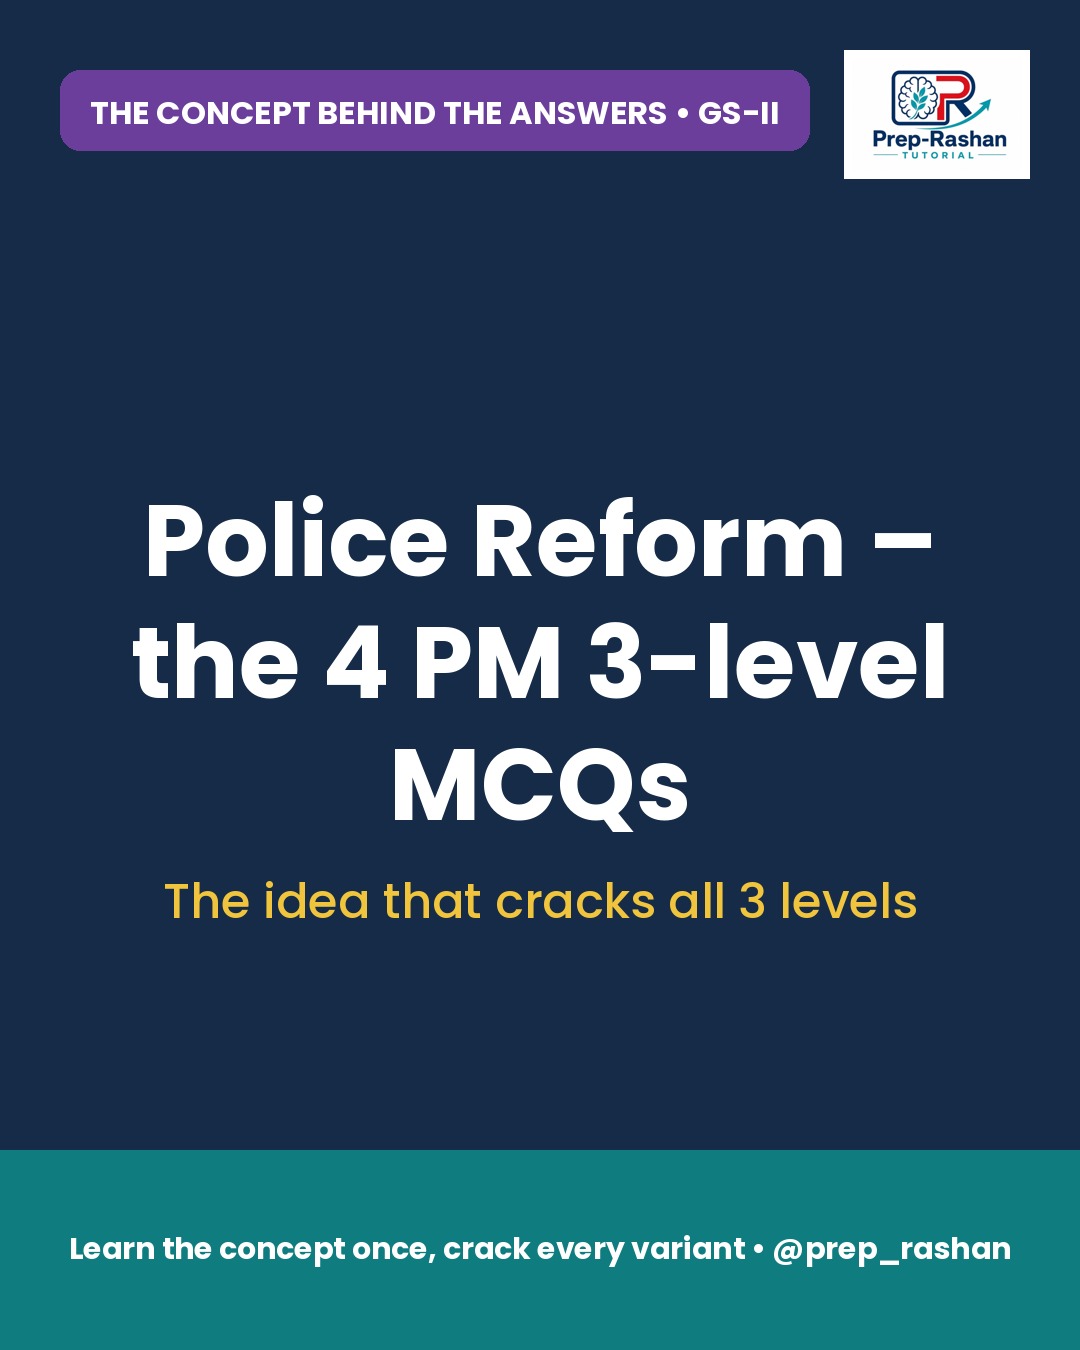 THE CONCEPT BEHIND THE ANSWERS • GS-II
Prep-Rashan
TUTORIAL
Police Reform –
the 4 PM 3-level
MCQs
The idea that cracks all 3 levels
Learn the concept once, crack every variant • @prep_rashan